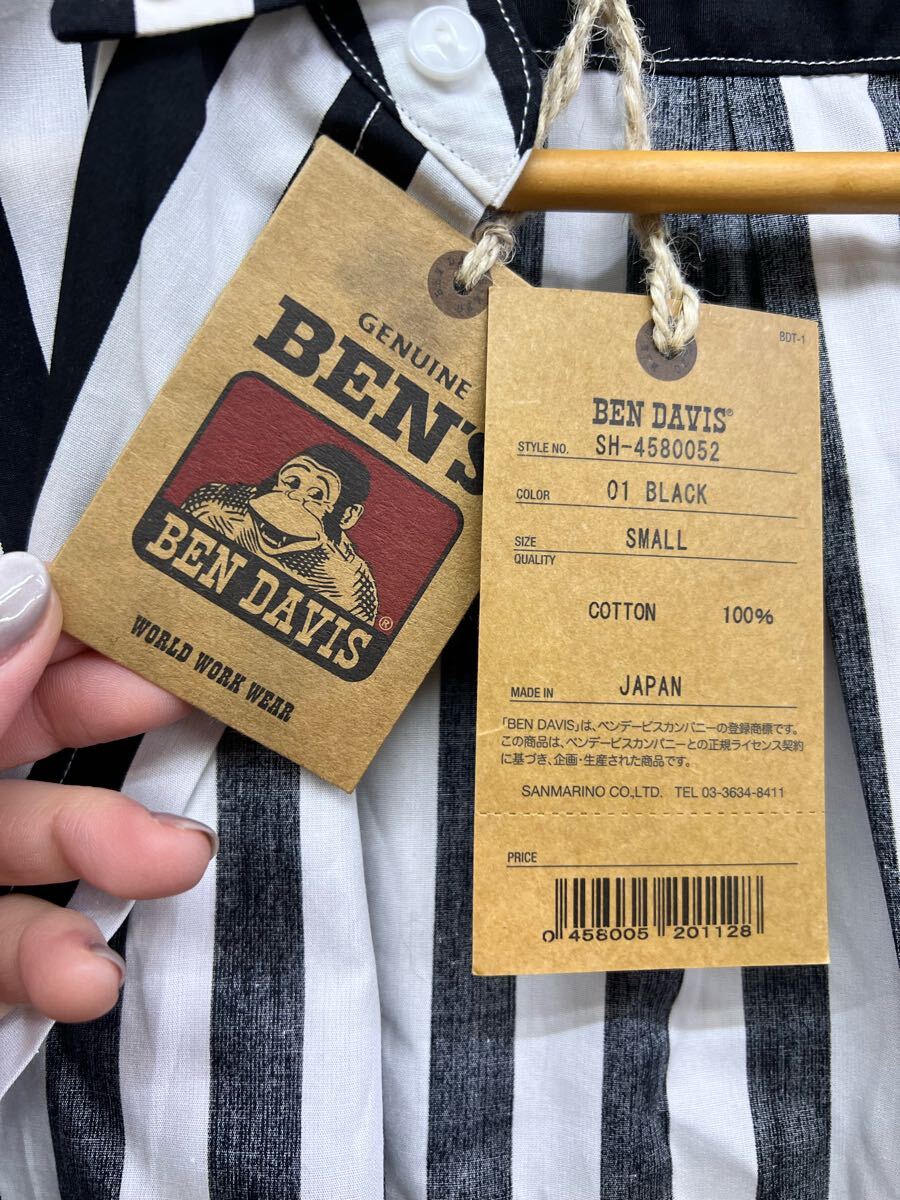 GENUINE
BEN'S
BEN DAVIS®
WORLD WORK WEAR
BDT-1
BEN DAVIS®
STYLE NO. SH-4580052
COLOR 01 BLACK
SIZE SMALL
QUALITY
COTTON 100%
MADE IN JAPAN
「BEN DAVIS」は、ベンデービスカンパニーの登録商標です。
この商品は、ベンデービスカンパニーとの正規ライセンス契約
に基づき、企画・生産された商品です。
SANMARINO CO.,LTD. TEL 03-3634-8411
PRICE
0 458005 201128